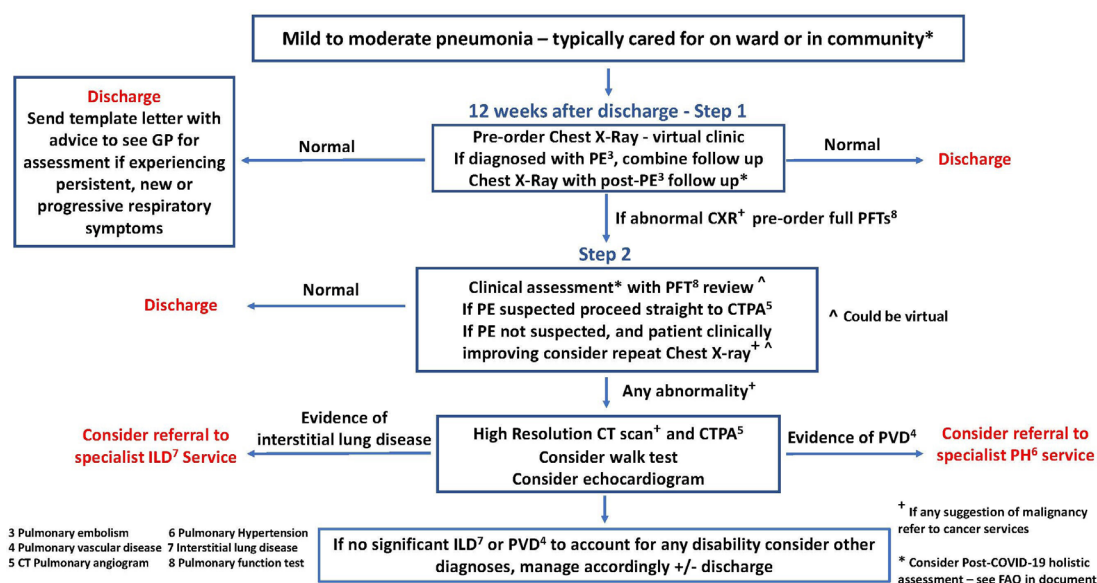 Mild to moderate pneumonia – typically cared for on ward or in community*
Discharge
Send template letter with
advice to see GP for
assessment if experiencing
persistent, new or
progressive respiratory
symptoms
12 weeks after discharge - Step 1
Normal
Pre-order Chest X-Ray - virtual clinic
If diagnosed with PE³, combine follow up
Chest X-Ray with post-PE³ follow up*
Normal
Discharge
If abnormal CXR⁺ pre-order full PFTs⁸
Step 2
Discharge
Normal
Clinical assessment* with PFT⁸ review ^
If PE suspected proceed straight to CTPA⁵
If PE not suspected, and patient clinically
improving consider repeat Chest X-ray⁺ ^
^ Could be virtual
Any abnormality⁺
Consider referral to
specialist ILD⁷ Service
Evidence of
interstitial lung disease
High Resolution CT scan⁺ and CTPA⁵
Consider walk test
Consider echocardiogram
Evidence of PVD⁴
Consider referral to
specialist PH⁶ service
3 Pulmonary embolism
4 Pulmonary vascular disease
5 CT Pulmonary angiogram
6 Pulmonary Hypertension
7 Interstitial lung disease
8 Pulmonary function test
If no significant ILD⁷ or PVD⁴ to account for any disability consider other
diagnoses, manage accordingly +/- discharge
⁺ If any suggestion of malignancy
refer to cancer services
* Consider Post-COVID-19 holistic
assessment – see FAQ in document